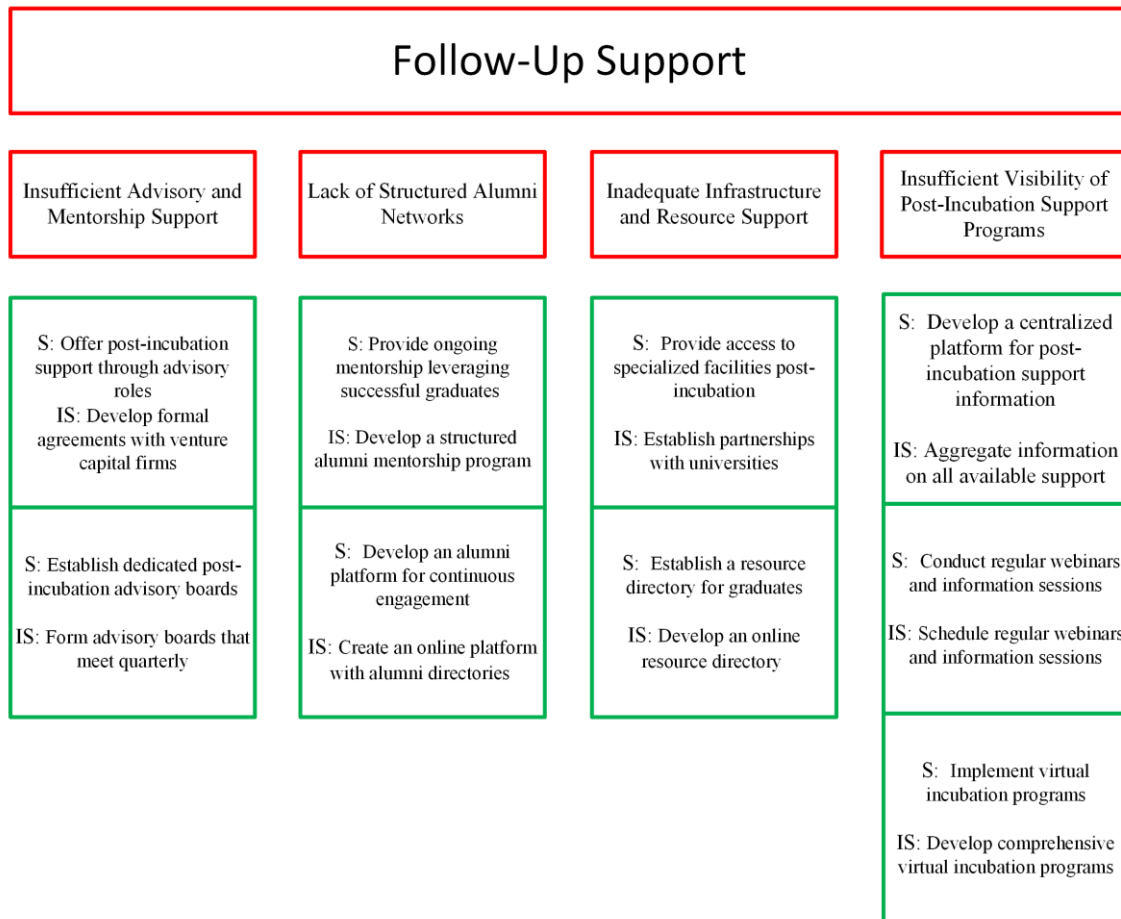 Follow-Up Support
Insufficient Advisory and
Mentorship Support
Lack of Structured Alumni
Networks
Inadequate Infrastructure
and Resource Support
Insufficient Visibility of
Post-Incubation Support
Programs
S: Offer post-incubation
support through advisory
roles
IS: Develop formal
agreements with venture
capital firms
S: Provide ongoing
mentorship leveraging
successful graduates
IS: Develop a structured
alumni mentorship program
S: Provide access to
specialized facilities post-
incubation
IS: Establish partnerships
with universities
S: Develop a centralized
platform for post-
incubation support
information
IS: Aggregate information
on all available support
S: Establish dedicated post-
incubation advisory boards
IS: Form advisory boards that
meet quarterly
S: Develop an alumni
platform for continuous
engagement
IS: Create an online platform
with alumni directories
S: Establish a resource
directory for graduates
IS: Develop an online
resource directory
S: Conduct regular webinars
and information sessions
IS: Schedule regular webinars
and information sessions
S: Implement virtual
incubation programs
IS: Develop comprehensive
virtual incubation programs